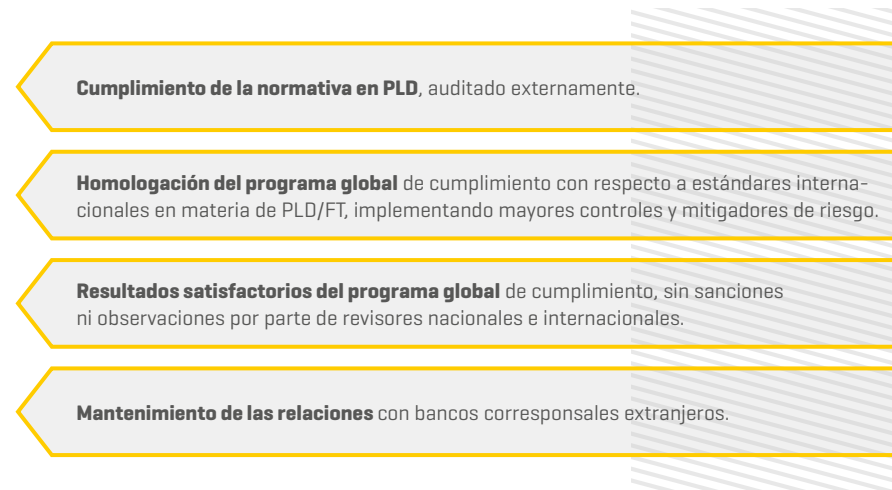 Cumplimiento de la normativa en PLD, auditado externamente.
Homologación del programa global de cumplimiento con respecto a estándares interna-
cionales en materia de PLD/FT, implementando mayores controles y mitigadores de riesgo.
Resultados satisfactorios del programa global de cumplimiento, sin sanciones
ni observaciones por parte de revisores nacionales e internacionales.
Mantenimiento de las relaciones con bancos corresponsales extranjeros.